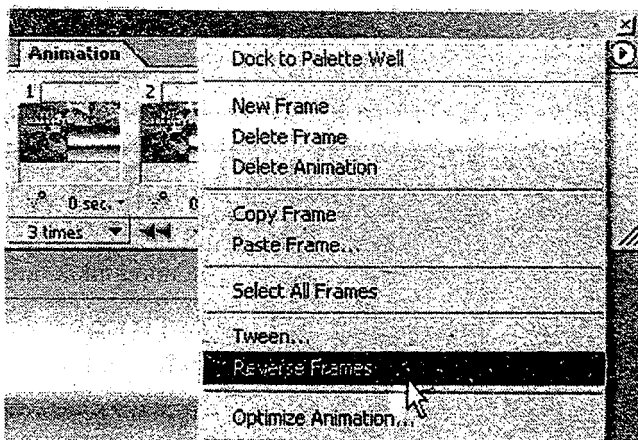 Animation
1 2
0 sec. 0
3 times
Dock to Palette Well
New Frame
Delete Frame
Delete Animation
Copy Frame
Paste Frame...
Select All Frames
Tween...
Reverse Frames
Optimize Animation...